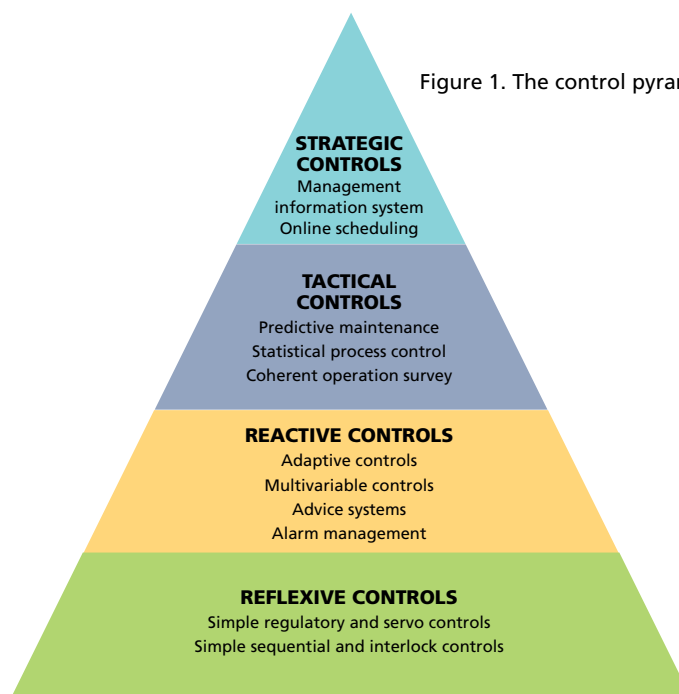 Figure 1. The control pyra
STRATEGIC
CONTROLS
Management
information system
Online scheduling
TACTICAL
CONTROLS
Predictive maintenance
Statistical process control
Coherent operation survey
REACTIVE CONTROLS
Adaptive controls
Multivariable controls
Advice systems
Alarm management
REFLEXIVE CONTROLS
Simple regulatory and servo controls
Simple sequential and interlock controls